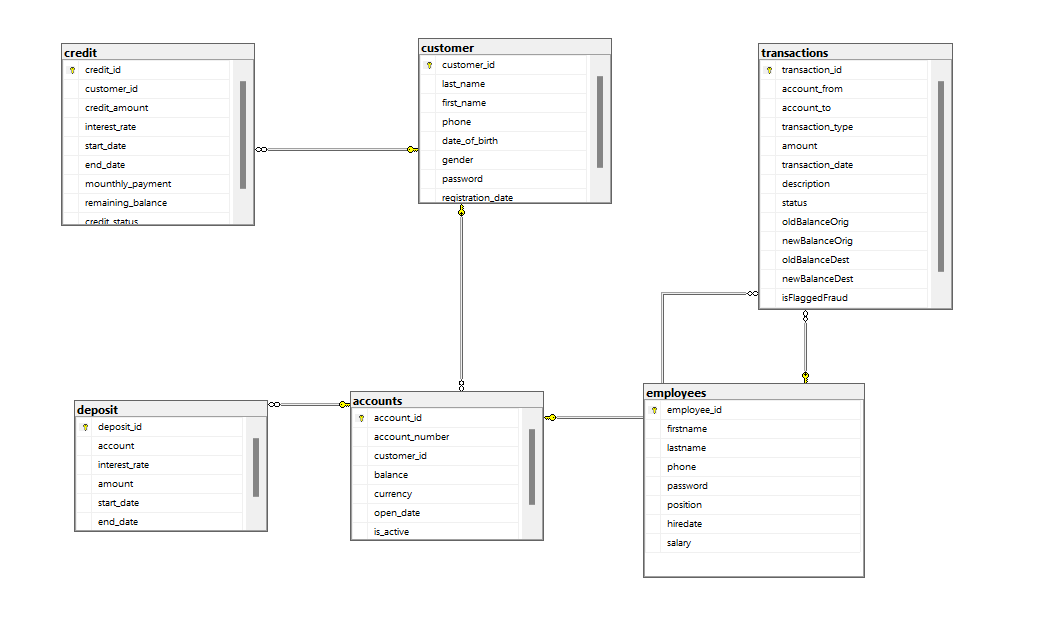 credit
credit_id
customer_id
credit_amount
interest_rate
start_date
end_date
mounthly_payment
remaining_balance
credit_status
customer
customer_id
last_name
first_name
phone
date_of_birth
gender
password
registration_date
transactions
transaction_id
account_from
account_to
transaction_type
amount
transaction_date
description
status
oldBalanceOrig
newBalanceOrig
oldBalanceDest
newBalanceDest
isFlaggedFraud
deposit
deposit_id
account
interest_rate
amount
start_date
end_date
accounts
account_id
account_number
customer_id
balance
currency
open_date
is_active
employees
employee_id
firstname
lastname
phone
password
position
hiredate
salary